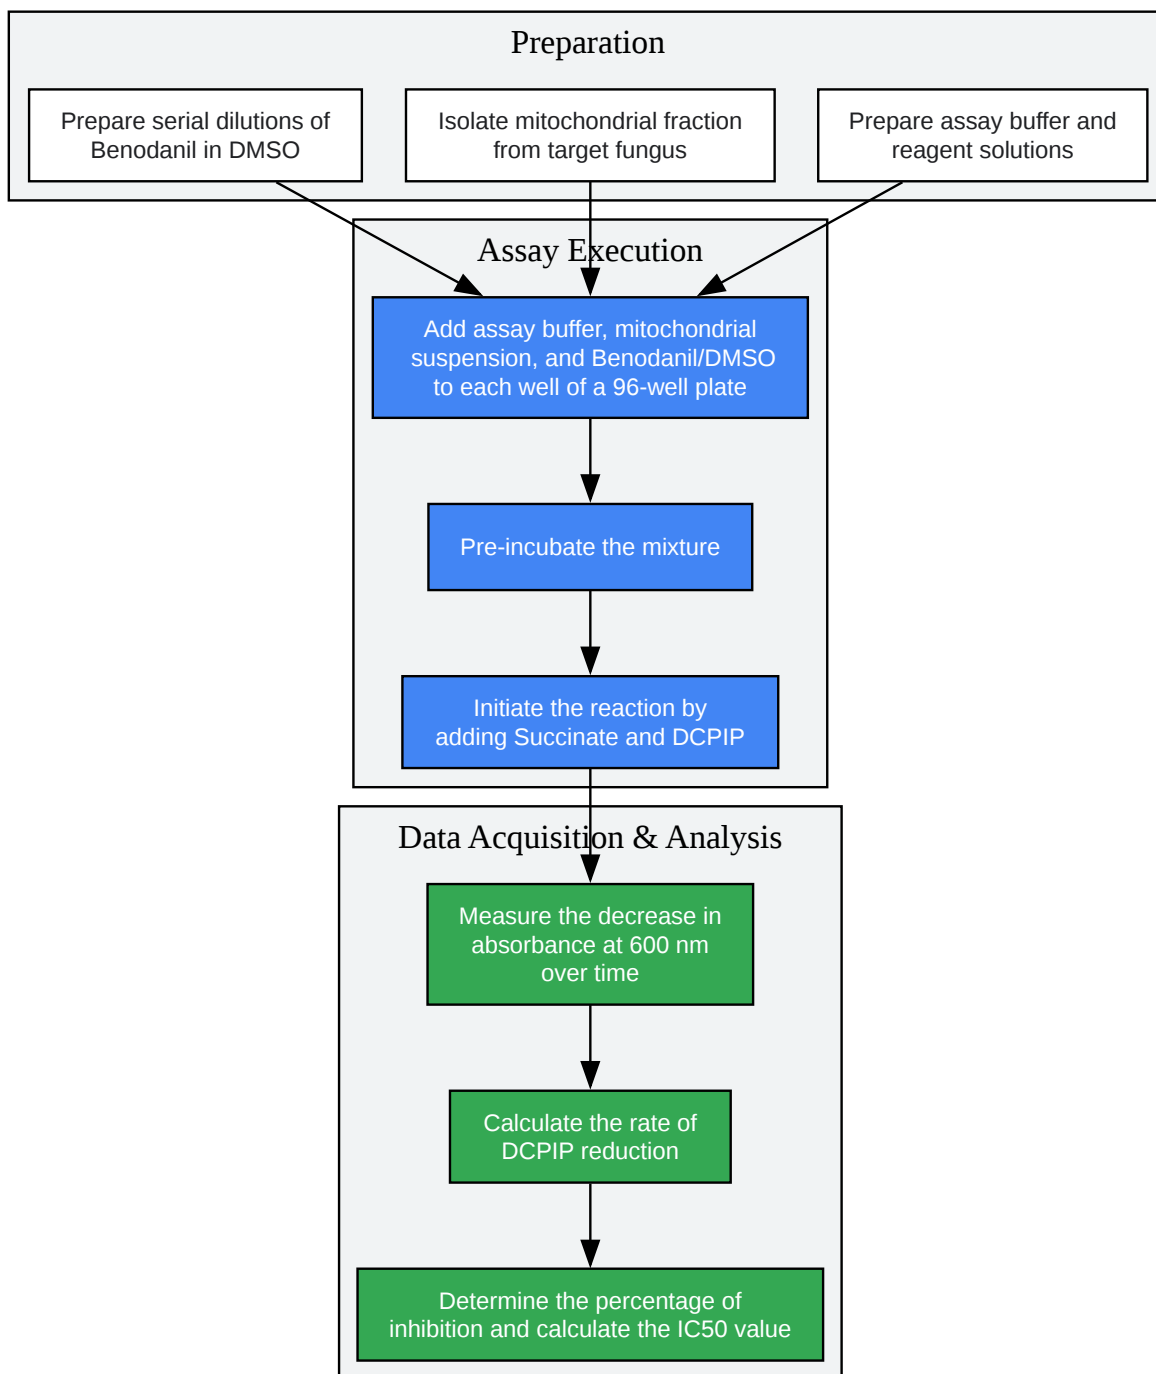 Preparation
Prepare serial dilutions of
Benodanil in DMSO
Isolate mitochondrial fraction
from target fungus
Prepare assay buffer and
reagent solutions
Assay Execution
Add assay buffer, mitochondrial
suspension, and Benodanil/DMSO
to each well of a 96-well plate
Pre-incubate the mixture
Initiate the reaction by
adding Succinate and DCPIP
Data Acquisition & Analysis
Measure the decrease in
absorbance at 600 nm
over time
Calculate the rate of
DCPIP reduction
Determine the percentage of
inhibition and calculate the IC50 value